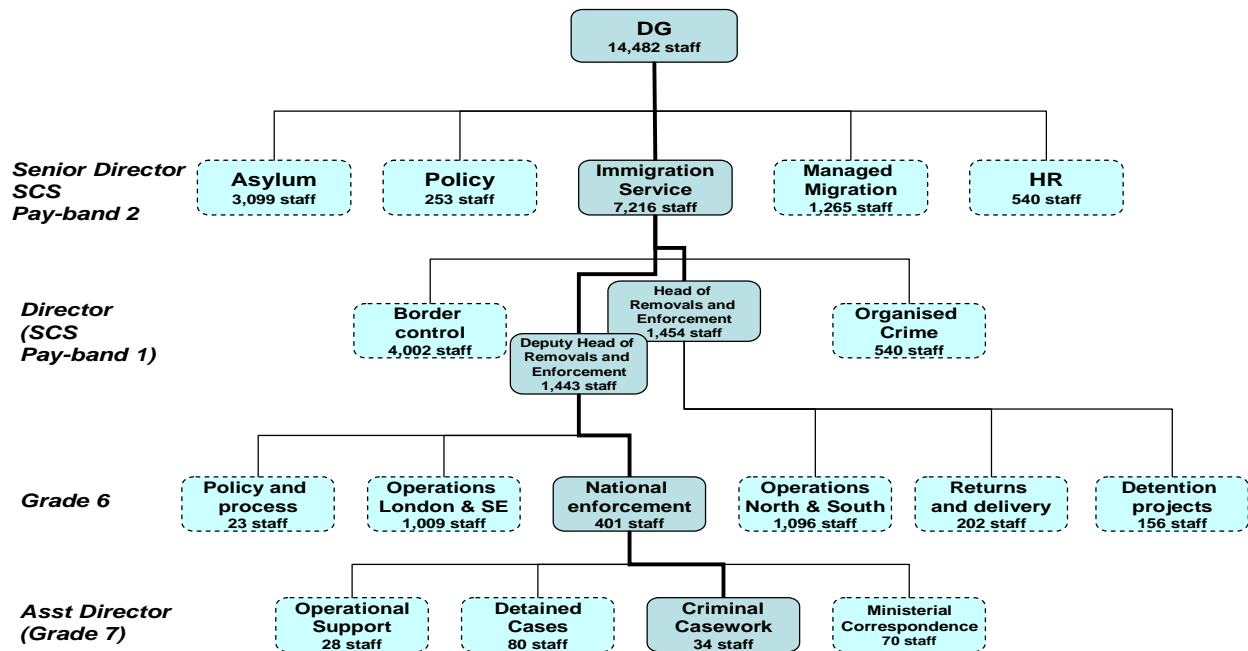 DG
14,482 staff
Senior Director
SCS
Pay-band 2
Asylum
3,099 staff
Policy
253 staff
Immigration
Service
7,216 staff
Managed
Migration
1,265 staff
HR
540 staff
Director
(SCS
Pay-band 1)
Border
control
4,002 staff
Deputy Head of
Removals and
Enforcement
1,443 staff
Head of
Removals and
Enforcement
1,454 staff
Organised
Crime
540 staff
Grade 6
Policy and
process
23 staff
Operations
London & SE
1,009 staff
National
enforcement
401 staff
Operations
North & South
1,096 staff
Returns
and delivery
202 staff
Detention
projects
156 staff
Asst Director
(Grade 7)
Operational
Support
28 staff
Detained
Cases
80 staff
Criminal
Casework
34 staff
Ministerial
Correspondence
70 staff